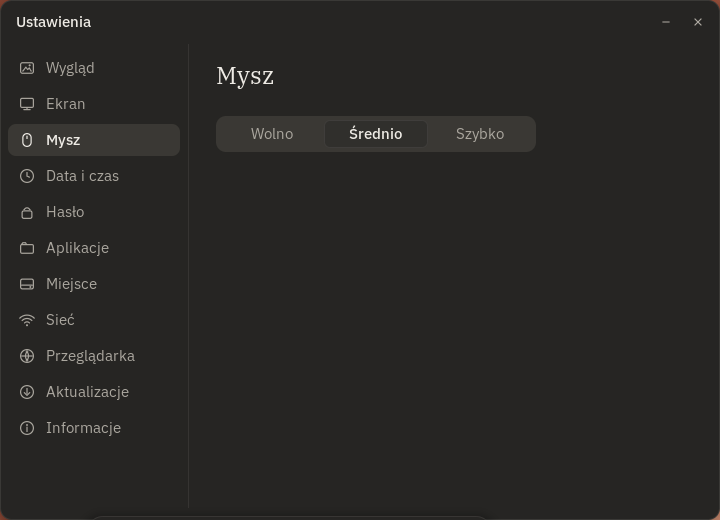 Ustawienia
Wygląd
Ekran
Mysz
Data i czas
Hasło
Aplikacje
Miejsce
Sieć
Przeglądarka
Aktualizacje
Informacje
Mysz
Wolno Średnio Szybko